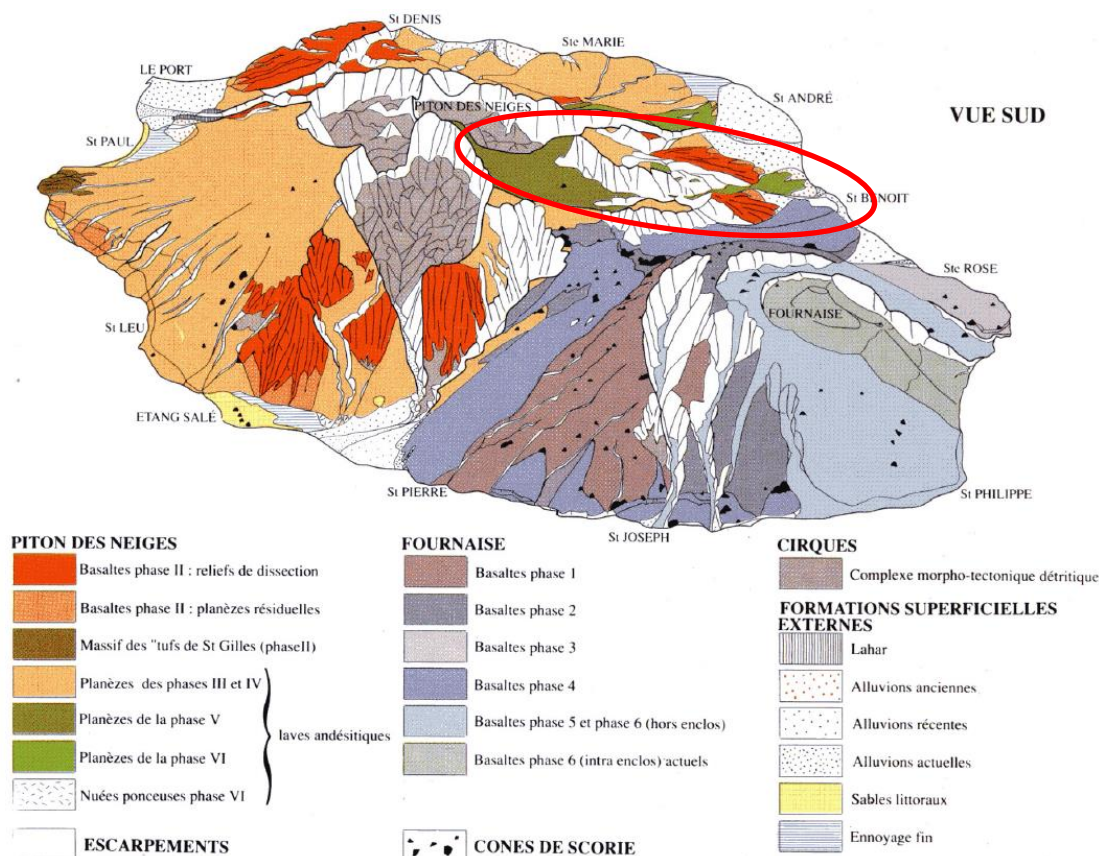 St DENIS
Ste MARIE
LE PORT
St ANDRÉ
PITON DES NEIGES
VUE SUD
St PAUL
St BENOIT
Ste ROSE
FOURNAISE
St LEU
ETANG SALÉ
St PIERRE
St PHILIPPE
St JOSEPH
PITON DES NEIGES
Basaltes phase II : reliefs de dissection
Basaltes phase II : planèzes résiduelles
Massif des "tufs de St Gilles (phaseII)
Planèzes des phases III et IV
Planèzes de la phase V
Planèzes de la phase VI
laves andésitiques
Nuées ponceuses phase VI
ESCARPEMENTS
FOURNAISE
Basaltes phase 1
Basaltes phase 2
Basaltes phase 3
Basaltes phase 4
Basaltes phase 5 et phase 6 (hors enclos)
Basaltes phase 6 (intra enclos) actuels
CONES DE SCORIE
CIRQUES
Complexe morpho-tectonique détritique
FORMATIONS SUPERFICIELLES
EXTERNES
Lahar
Alluvions anciennes
Alluvions récentes
Alluvions actuelles
Sables littoraux
Ennoyage fin